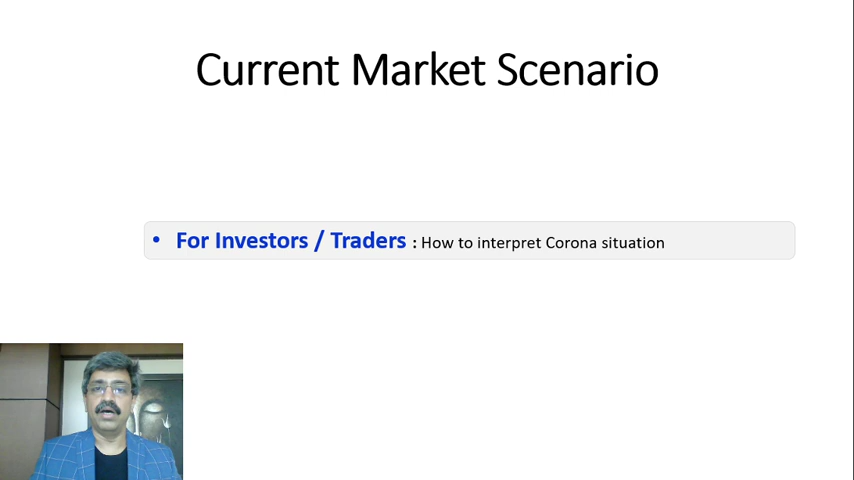 Current Market Scenario
• For Investors / Traders : How to interpret Corona situation